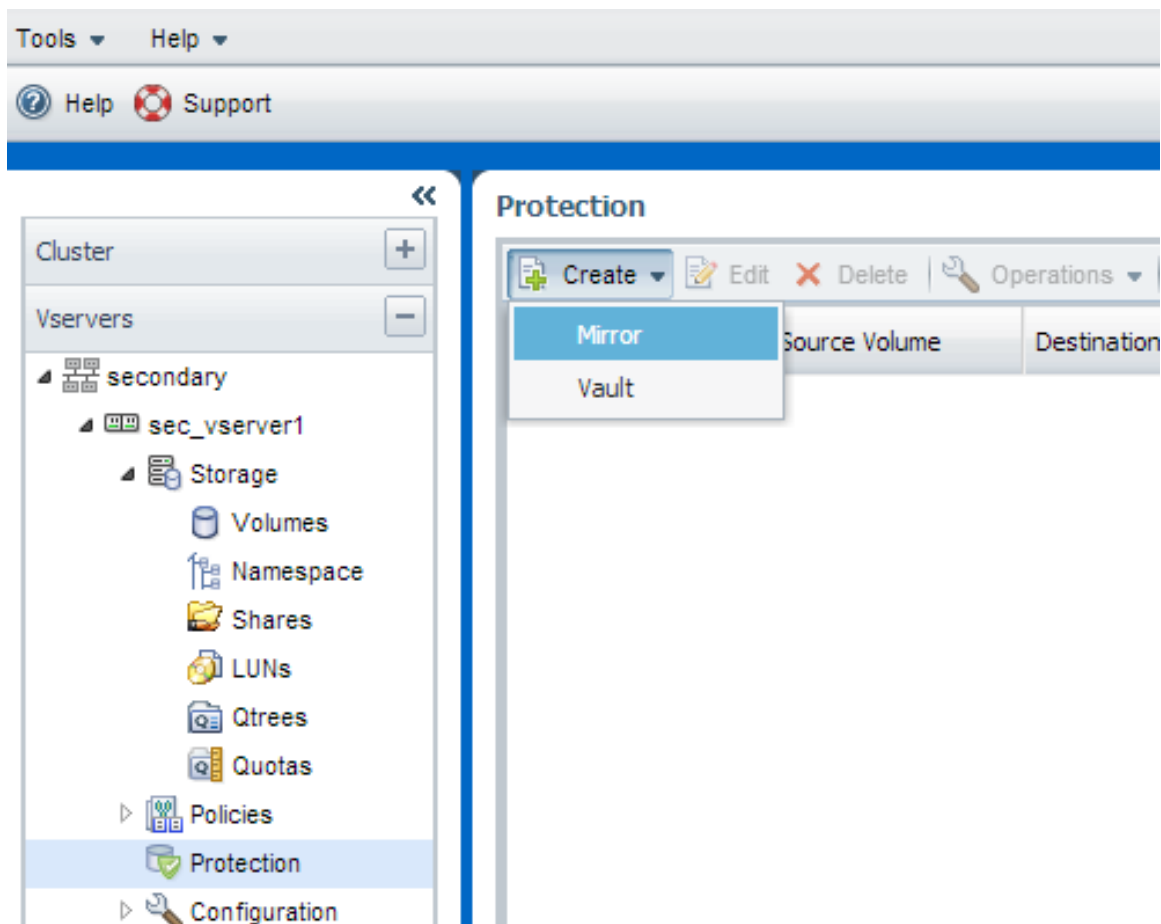 Tools Help
Help Support
Protection
Cluster
Create Edit Delete Operations
Vservers
Mirror
Source Volume Destination
Vault
secondary
sec_vserver1
Storage
Volumes
Namespace
Shares
LUNs
Qtrees
Quotas
Policies
Protection
Configuration